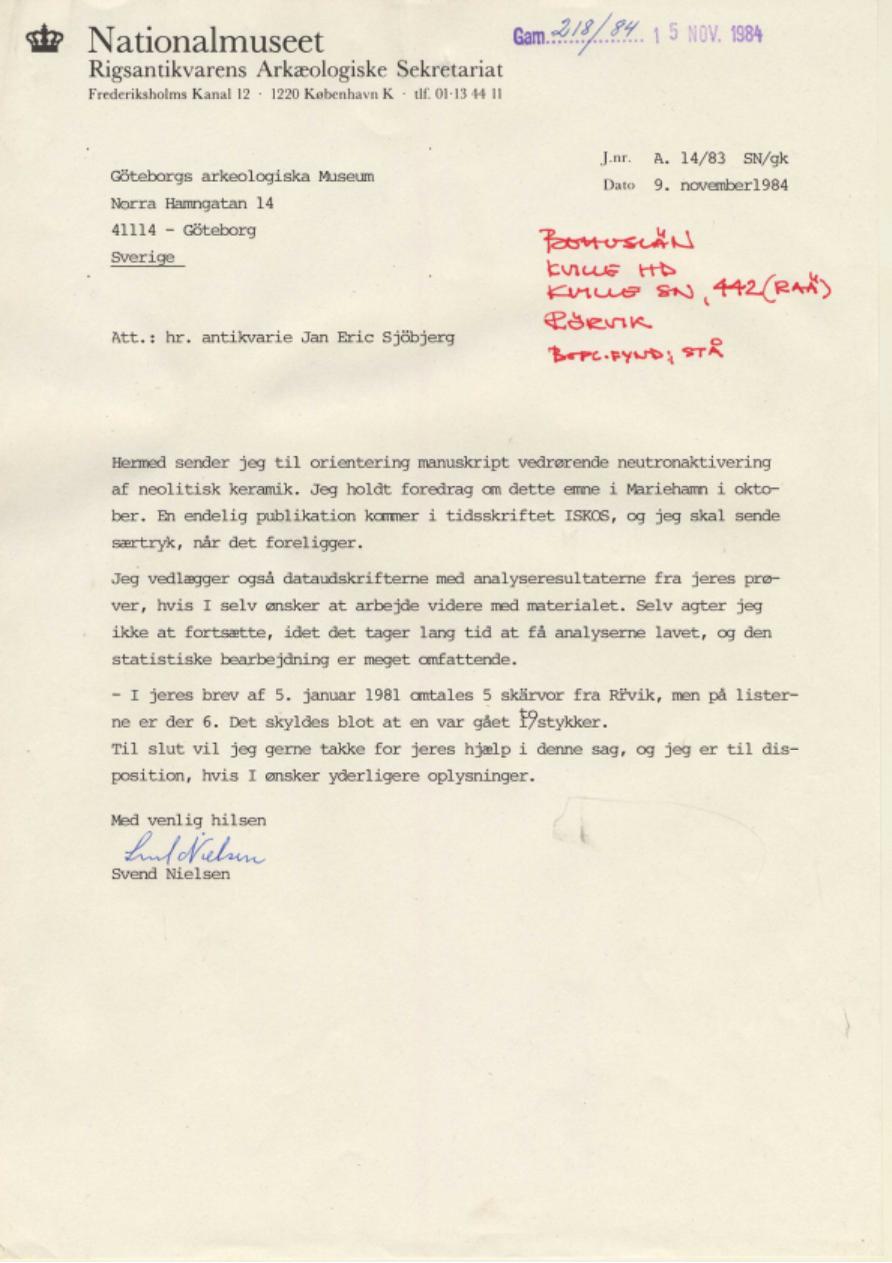 Nationalmuseet
Rigsantikvarens Arkæologiske Sekretariat
Frederiksholms Kanal 12 · 1220 København K · tlf. 01-13 44 11
Gam. 218/84. 15 NOV. 1984
J.nr. A. 14/83 SN/gk
Dato 9. november1984
Göteborgs arkeologiska Museum
Norra Hamngatan 14
41114 - Göteborg
Sverige
BOHUSLÄN
KVILLE HD
KVILLE SN, 442 (RAÄ)
RÖRVIK
BOPL.FYND; STÅ
Att.: hr. antikvarie Jan Eric Sjöbjerg
Hermed sender jeg til orientering manuskript vedrørende neutronaktivering
af neolitisk keramik. Jeg holdt foredrag om dette emne i Mariehamn i okto-
ber. En endelig publikation kommer i tidsskriftet ISKOS, og jeg skal sende
særtryk, når det foreligger.
Jeg vedlægger også dataudskrifterne med analyseresultaterne fra jeres prø-
ver, hvis I selv ønsker at arbejde videre med materialet. Selv agter jeg
ikke at fortsætte, idet det tager lang tid at få analyserne lavet, og den
statistiske bearbejdning er meget omfattende.
- I jeres brev af 5. januar 1981 omtales 5 skärvor fra Rrvik, men på lister-
ne er der 6. Det skyldes blot at en var gået i stykker.
Til slut vil jeg gerne takke for jeres hjælp i denne sag, og jeg er til dis-
position, hvis I ønsker yderligere oplysninger.
Med venlig hilsen
Svend Nielsen
Svend Nielsen